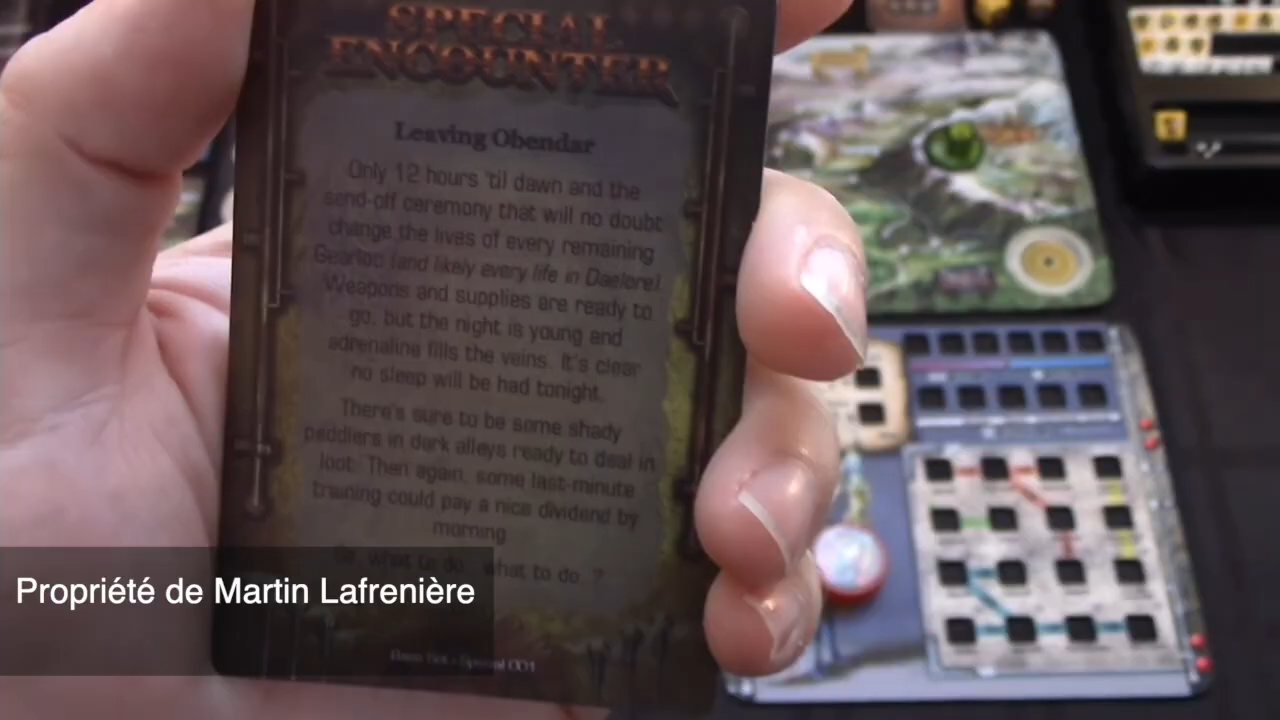 SPECIAL
ENCOUNTER
Leaving Obendar
Only 12 hours 'til dawn and the
send-off ceremony that will no doubt
change the lives of every remaining
Gearloc (and likely every life in Daelore).
Weapons and supplies are ready to
go, but the night is young and
adrenaline fills the veins. It's clear
no sleep will be had tonight.
There's sure to be some shady
peddlers in dark alleys ready to deal in
loot. Then again, some last-minute
training could pay a nice dividend by
morning
what to do, what to do...?
Propriété de Martin Lafrenière
Base Set - Special 001